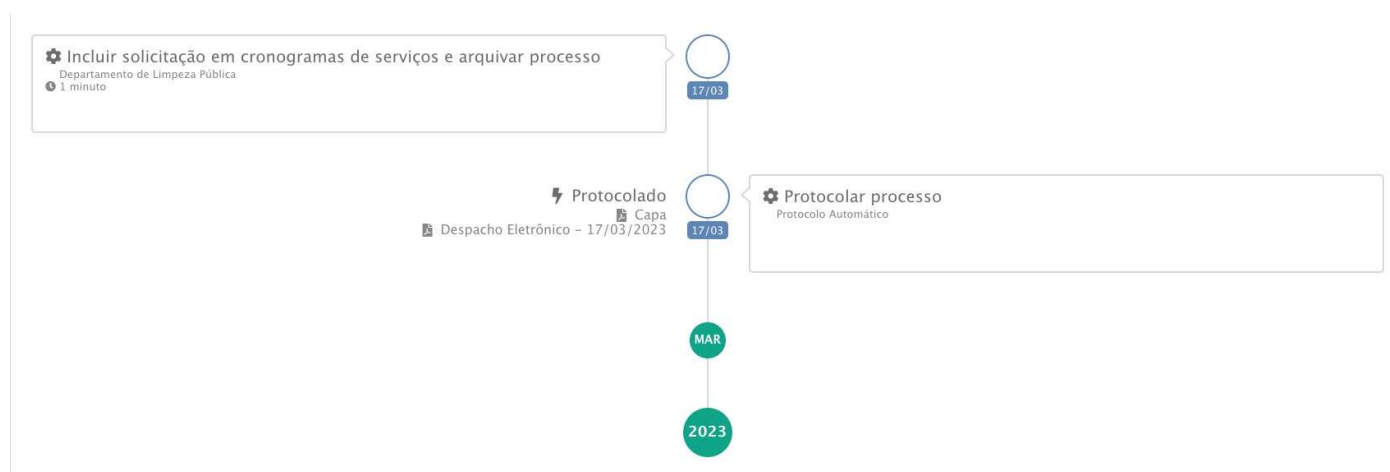 Incluir solicitação em cronogramas de serviços e arquivar processo
Departamento de Limpeza Pública
1 minuto
17/03
Protocolado
Capa
Despacho Eletrônico - 17/03/2023
17/03
Protocolar processo
Protocolo Automático
MAR
2023